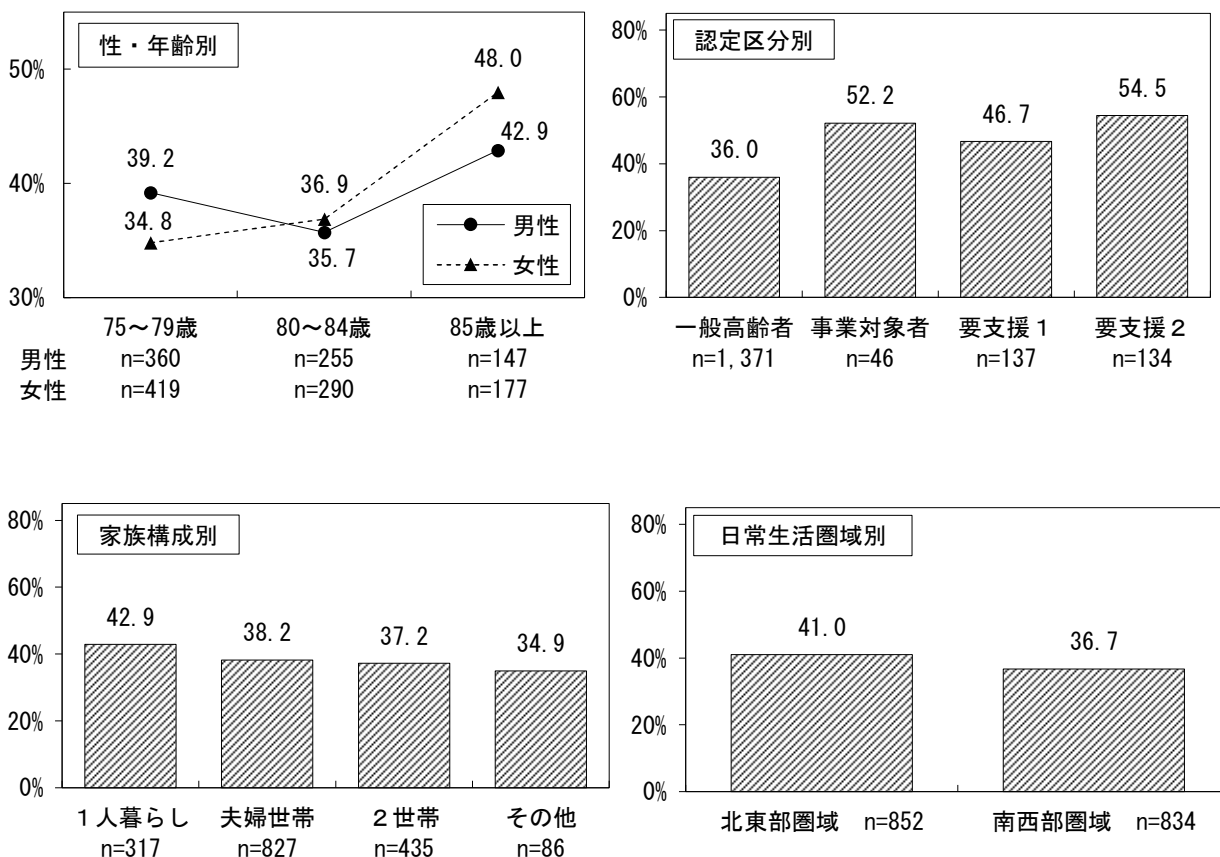 性・年齢別
50%
40%
30%
39.2
34.8
36.9
35.7
48.0
42.9
男性
女性
75～79歳 80～84歳 85歳以上
男性 n=360 n=255 n=147
女性 n=419 n=290 n=177
認定区分別
80%
60%
40%
20%
0%
36.0
52.2
46.7
54.5
一般高齢者 事業対象者 要支援１ 要支援２
n=1,371 n=46 n=137 n=134
家族構成別
80%
60%
40%
20%
0%
42.9
38.2
37.2
34.9
１人暮らし 夫婦世帯 ２世帯 その他
n=317 n=827 n=435 n=86
日常生活圏域別
80%
60%
40%
20%
0%
41.0
36.7
北東部圏域 n=852 南西部圏域 n=834